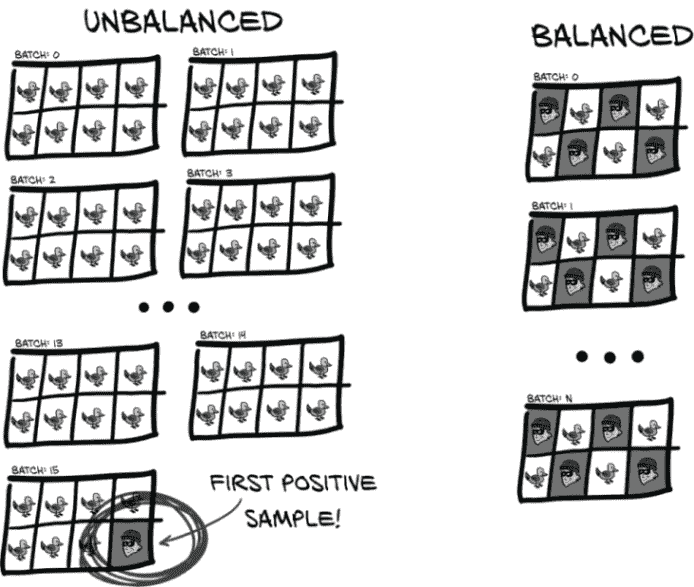 UNBALANCED
BATCH: 0
BATCH: 1
BATCH: 2
BATCH: 3
BATCH: 13
BATCH: 14
BATCH: 15
FIRST POSITIVE
SAMPLE!
BALANCED
BATCH: 0
BATCH: 1
BATCH: N